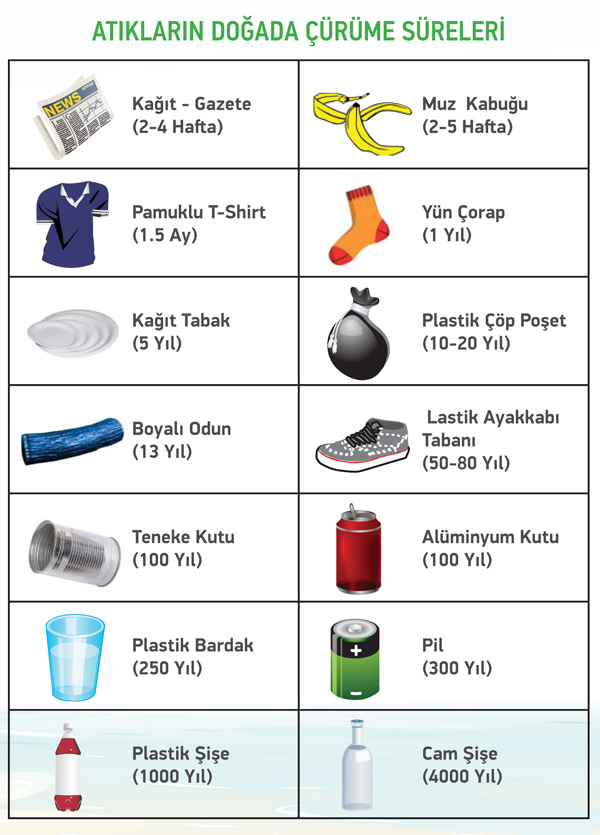 ATIKLARIN DOĞADA ÇÜRÜME SÜRELERİ
NEWS
Kağıt - Gazete
(2-4 Hafta)
Muz Kabuğu
(2-5 Hafta)
Pamuklu T-Shirt
(1.5 Ay)
Yün Çorap
(1 Yıl)
Kağıt Tabak
(5 Yıl)
Plastik Çöp Poşet
(10-20 Yıl)
Boyalı Odun
(13 Yıl)
Lastik Ayakkabı
Tabanı
(50-80 Yıl)
Teneke Kutu
(100 Yıl)
Alüminyum Kutu
(100 Yıl)
Plastik Bardak
(250 Yıl)
Pil
(300 Yıl)
Plastik Şişe
(1000 Yıl)
Cam Şişe
(4000 Yıl)